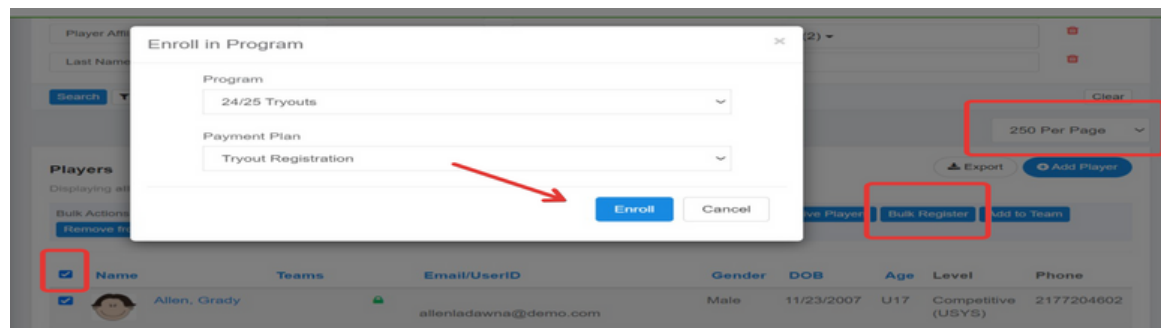 Player Affi
(2)
Enroll in Program
Last Name
Program
24/25 Tryouts
Search
Clear
Payment Plan
250 Per Page
Tryout Registration
Players
Export
Add Player
Displaying all
Enroll
Cancel
Bulk Actions
ive Player
Bulk Register
Add to Team
Remove fro
Name Teams Email/UserID Gender DOB Age Level Phone
Allen, Grady Male 11/23/2007 U17 Competitive 2177204602
allenladawna@demo.com (USYS)